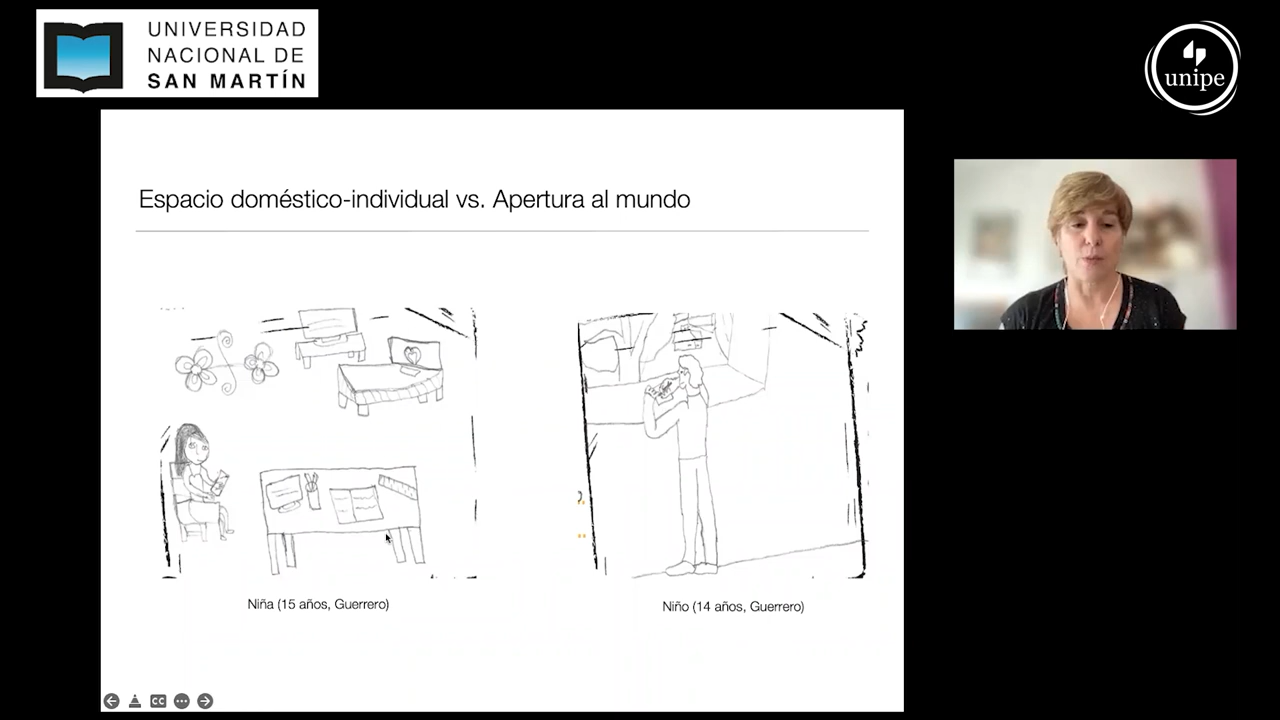 UNIVERSIDAD
NACIONAL DE
SAN MARTÍN
unipe
Espacio doméstico-individual vs. Apertura al mundo
Niña (15 años, Guerrero)
Niño (14 años, Guerrero)
CC